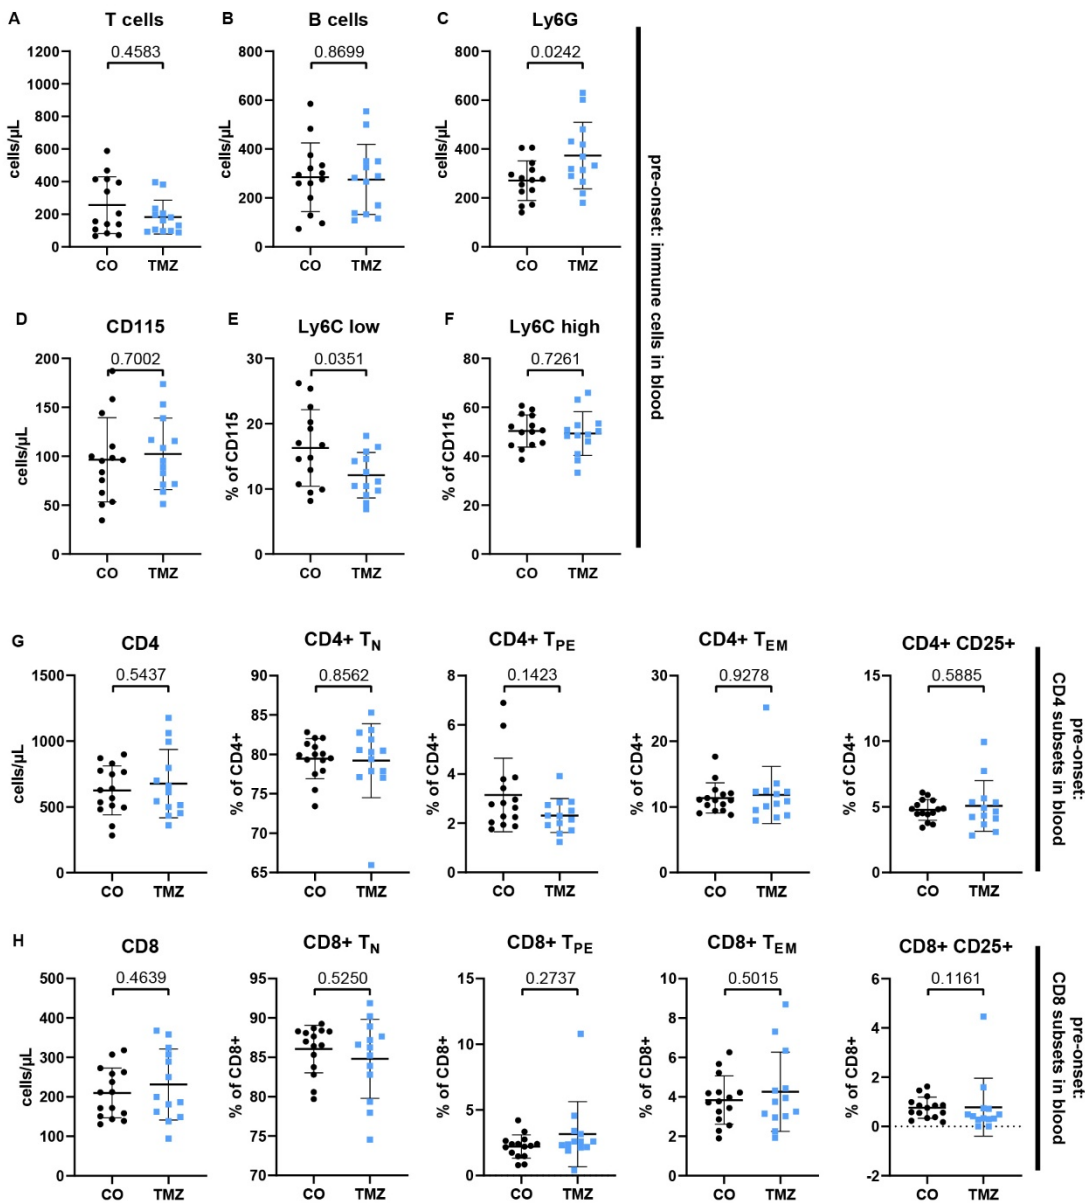 A T cells B B cells C Ly6G
0.4583 0.8699 0.0242
1200 800 800
1000
800 600 600
cells/µL cells/µL cells/µL
600 400 400
400
200 200 200
0 0 0
CO TMZ CO TMZ CO TMZ
D CD115 E Ly6C low F Ly6C high
0.7002 0.0351 0.7261
200 30 80
150 60
20
cells/µL % of CD115 % of CD115
100 40
10
50 20
0 0 0
CO TMZ CO TMZ CO TMZ
pre-onset: immune cells in blood
G CD4 CD4+ TN CD4+ TPE CD4+ TEM CD4+ CD25+
0.5437 0.8562 0.1423 0.9278 0.5885
1500 90 8 30 15
85
1000 6 20 10
80
cells/µL % of CD4+ % of CD4+ % of CD4+ % of CD4+
75 4
500 10 5
70 2
0 65 0 0 0
CO TMZ CO TMZ CO TMZ CO TMZ CO TMZ
pre-onset:
CD4 subsets in blood
H CD8 CD8+ TN CD8+ TPE CD8+ TEM CD8+ CD25+
0.4639 0.5250 0.2737 0.5015 0.1161
500 95 15 10 6
400 90 8
10 4
300 85 6
cells/µL % of CD8+ % of CD8+ % of CD8+ % of CD8+
200 80 4 2
5
100 75 2 0
0 70 0 0 -2
CO TMZ CO TMZ CO TMZ CO TMZ CO TMZ
pre-onset:
CD8 subsets in blood